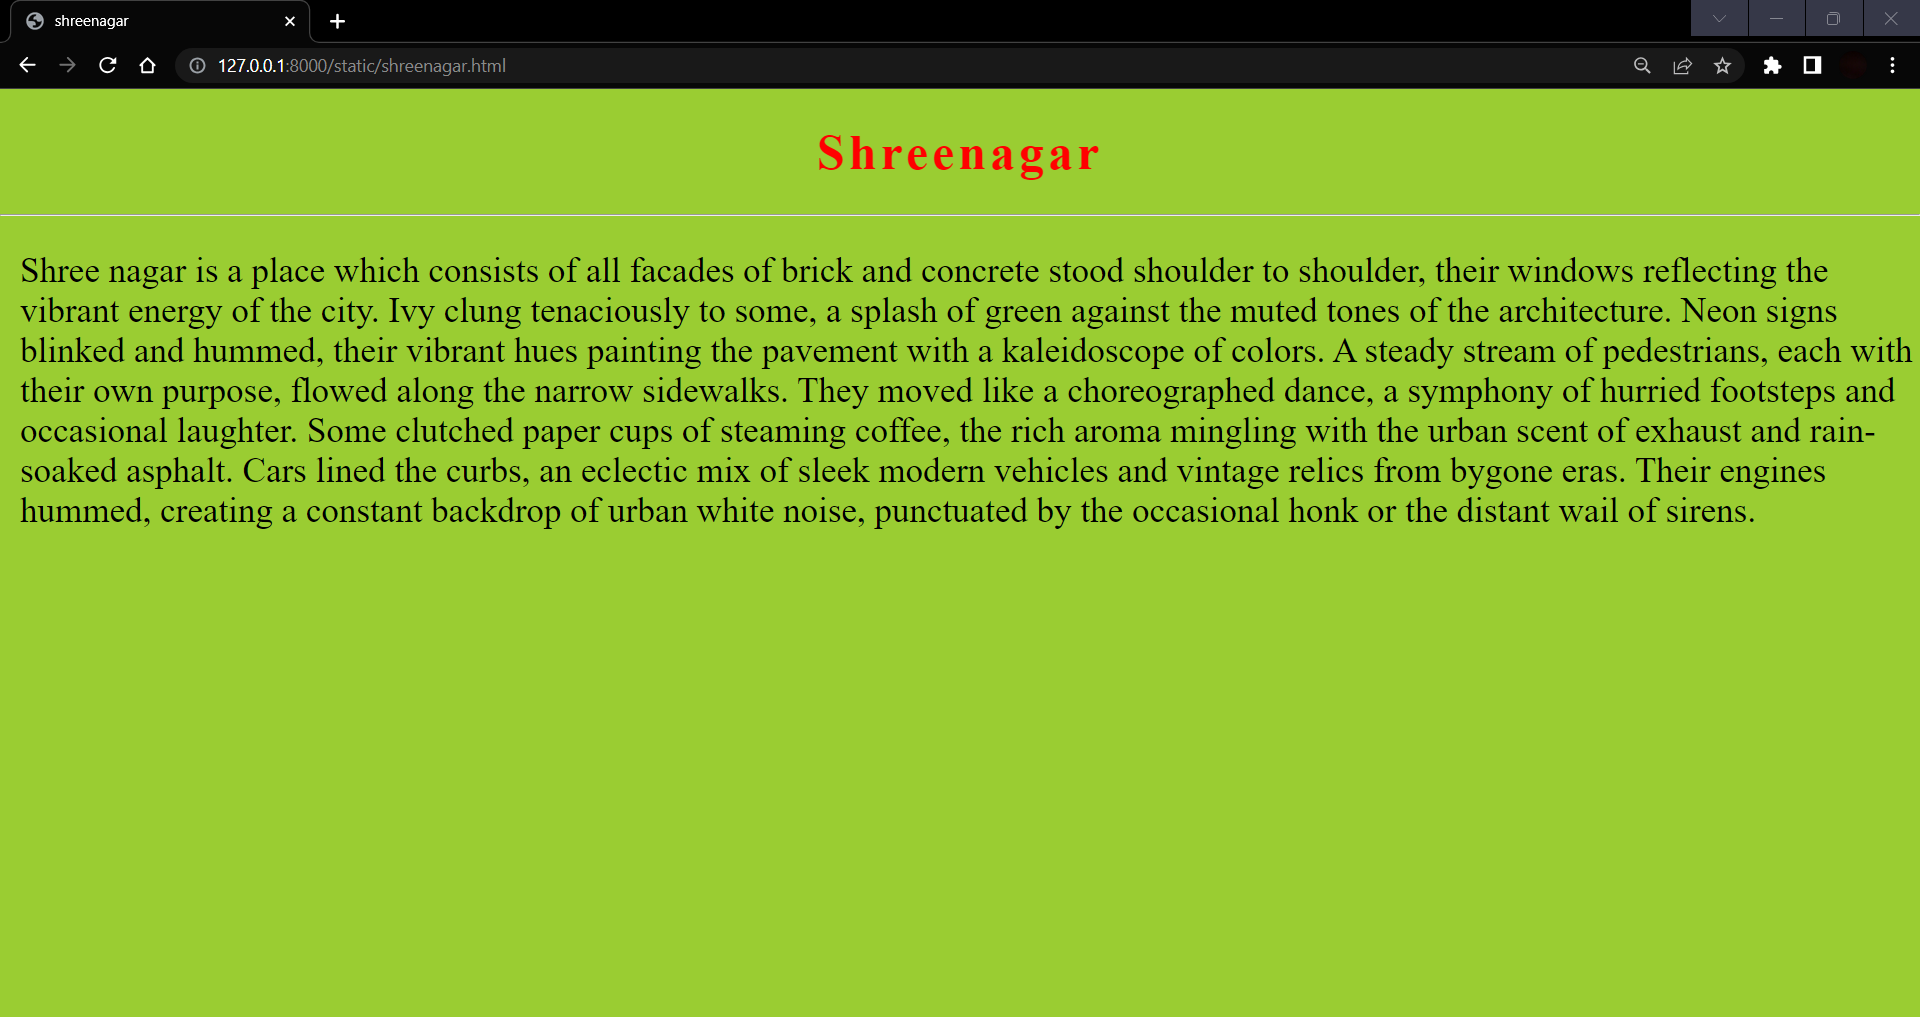 shreenagar
127.0.0.1:8000/static/shreenagar.html
Shreenagar
Shree nagar is a place which consists of all facades of brick and concrete stood shoulder to shoulder, their windows reflecting the
vibrant energy of the city. Ivy clung tenaciously to some, a splash of green against the muted tones of the architecture. Neon signs
blinked and hummed, their vibrant hues painting the pavement with a kaleidoscope of colors. A steady stream of pedestrians, each with
their own purpose, flowed along the narrow sidewalks. They moved like a choreographed dance, a symphony of hurried footsteps and
occasional laughter. Some clutched paper cups of steaming coffee, the rich aroma mingling with the urban scent of exhaust and rain-
soaked asphalt. Cars lined the curbs, an eclectic mix of sleek modern vehicles and vintage relics from bygone eras. Their engines
hummed, creating a constant backdrop of urban white noise, punctuated by the occasional honk or the distant wail of sirens.